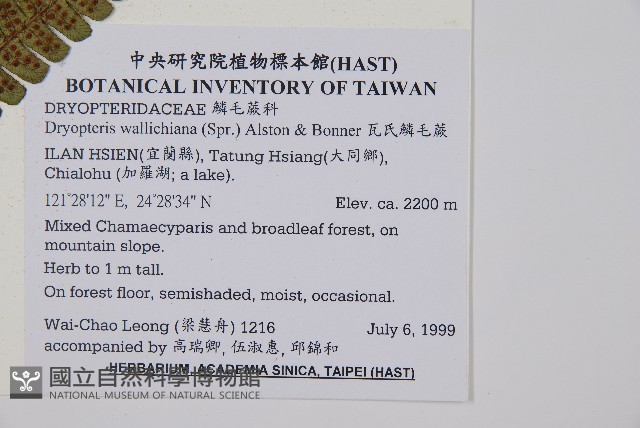 中央研究院植物標本館(HAST)
BOTANICAL INVENTORY OF TAIWAN
DRYOPTERIDACEAE 鱗毛蕨科
Dryopteris wallichiana (Spr.) Alston & Bonner 瓦氏鱗毛蕨
ILAN HSIEN(宜蘭縣), Tatung Hsiang(大同鄉),
Chialohu (加羅湖; a lake).
121°28'12" E, 24°28'34" N Elev. ca. 2200 m
Mixed Chamaecyparis and broadleaf forest, on
mountain slope.
Herb to 1 m tall.
On forest floor, semishaded, moist, occasional.
Wai-Chao Leong (梁慧舟) 1216 July 6, 1999
accompanied by 高瑞卿, 伍淑惠, 邱錦和
HERBARIUM, ACADEMIA SINICA, TAIPEI (HAST)
國立自然科學博物館
NATIONAL MUSEUM OF NATURAL SCIENCE